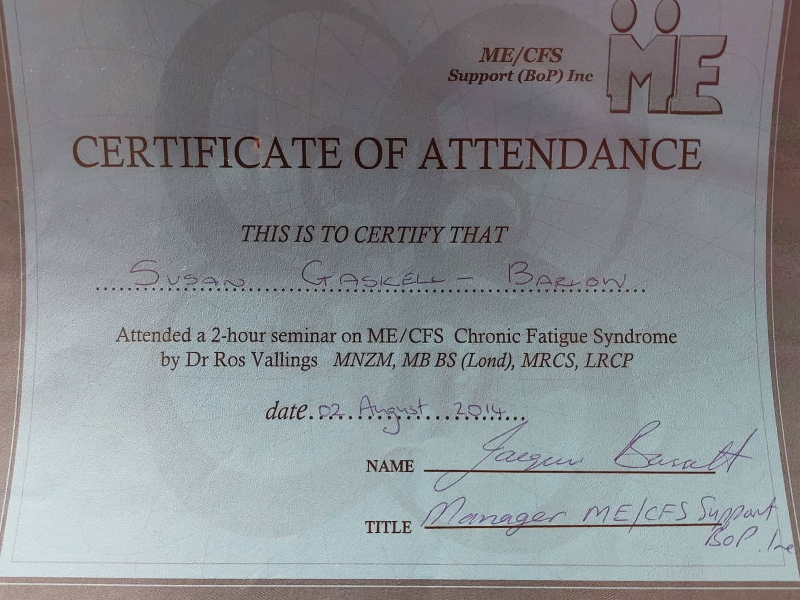 ME/CFS
Support (BoP) Inc
ME
CERTIFICATE OF ATTENDANCE
THIS IS TO CERTIFY THAT
SUSAN GASKELL - BARLOW
Attended a 2-hour seminar on ME/CFS Chronic Fatigue Syndrome
by Dr Ros Vallings MNZM, MB BS (Lond), MRCS, LRCP
date 02 August 2014
NAME
TITLE Manager ME/CFS Support
BoP. Inc